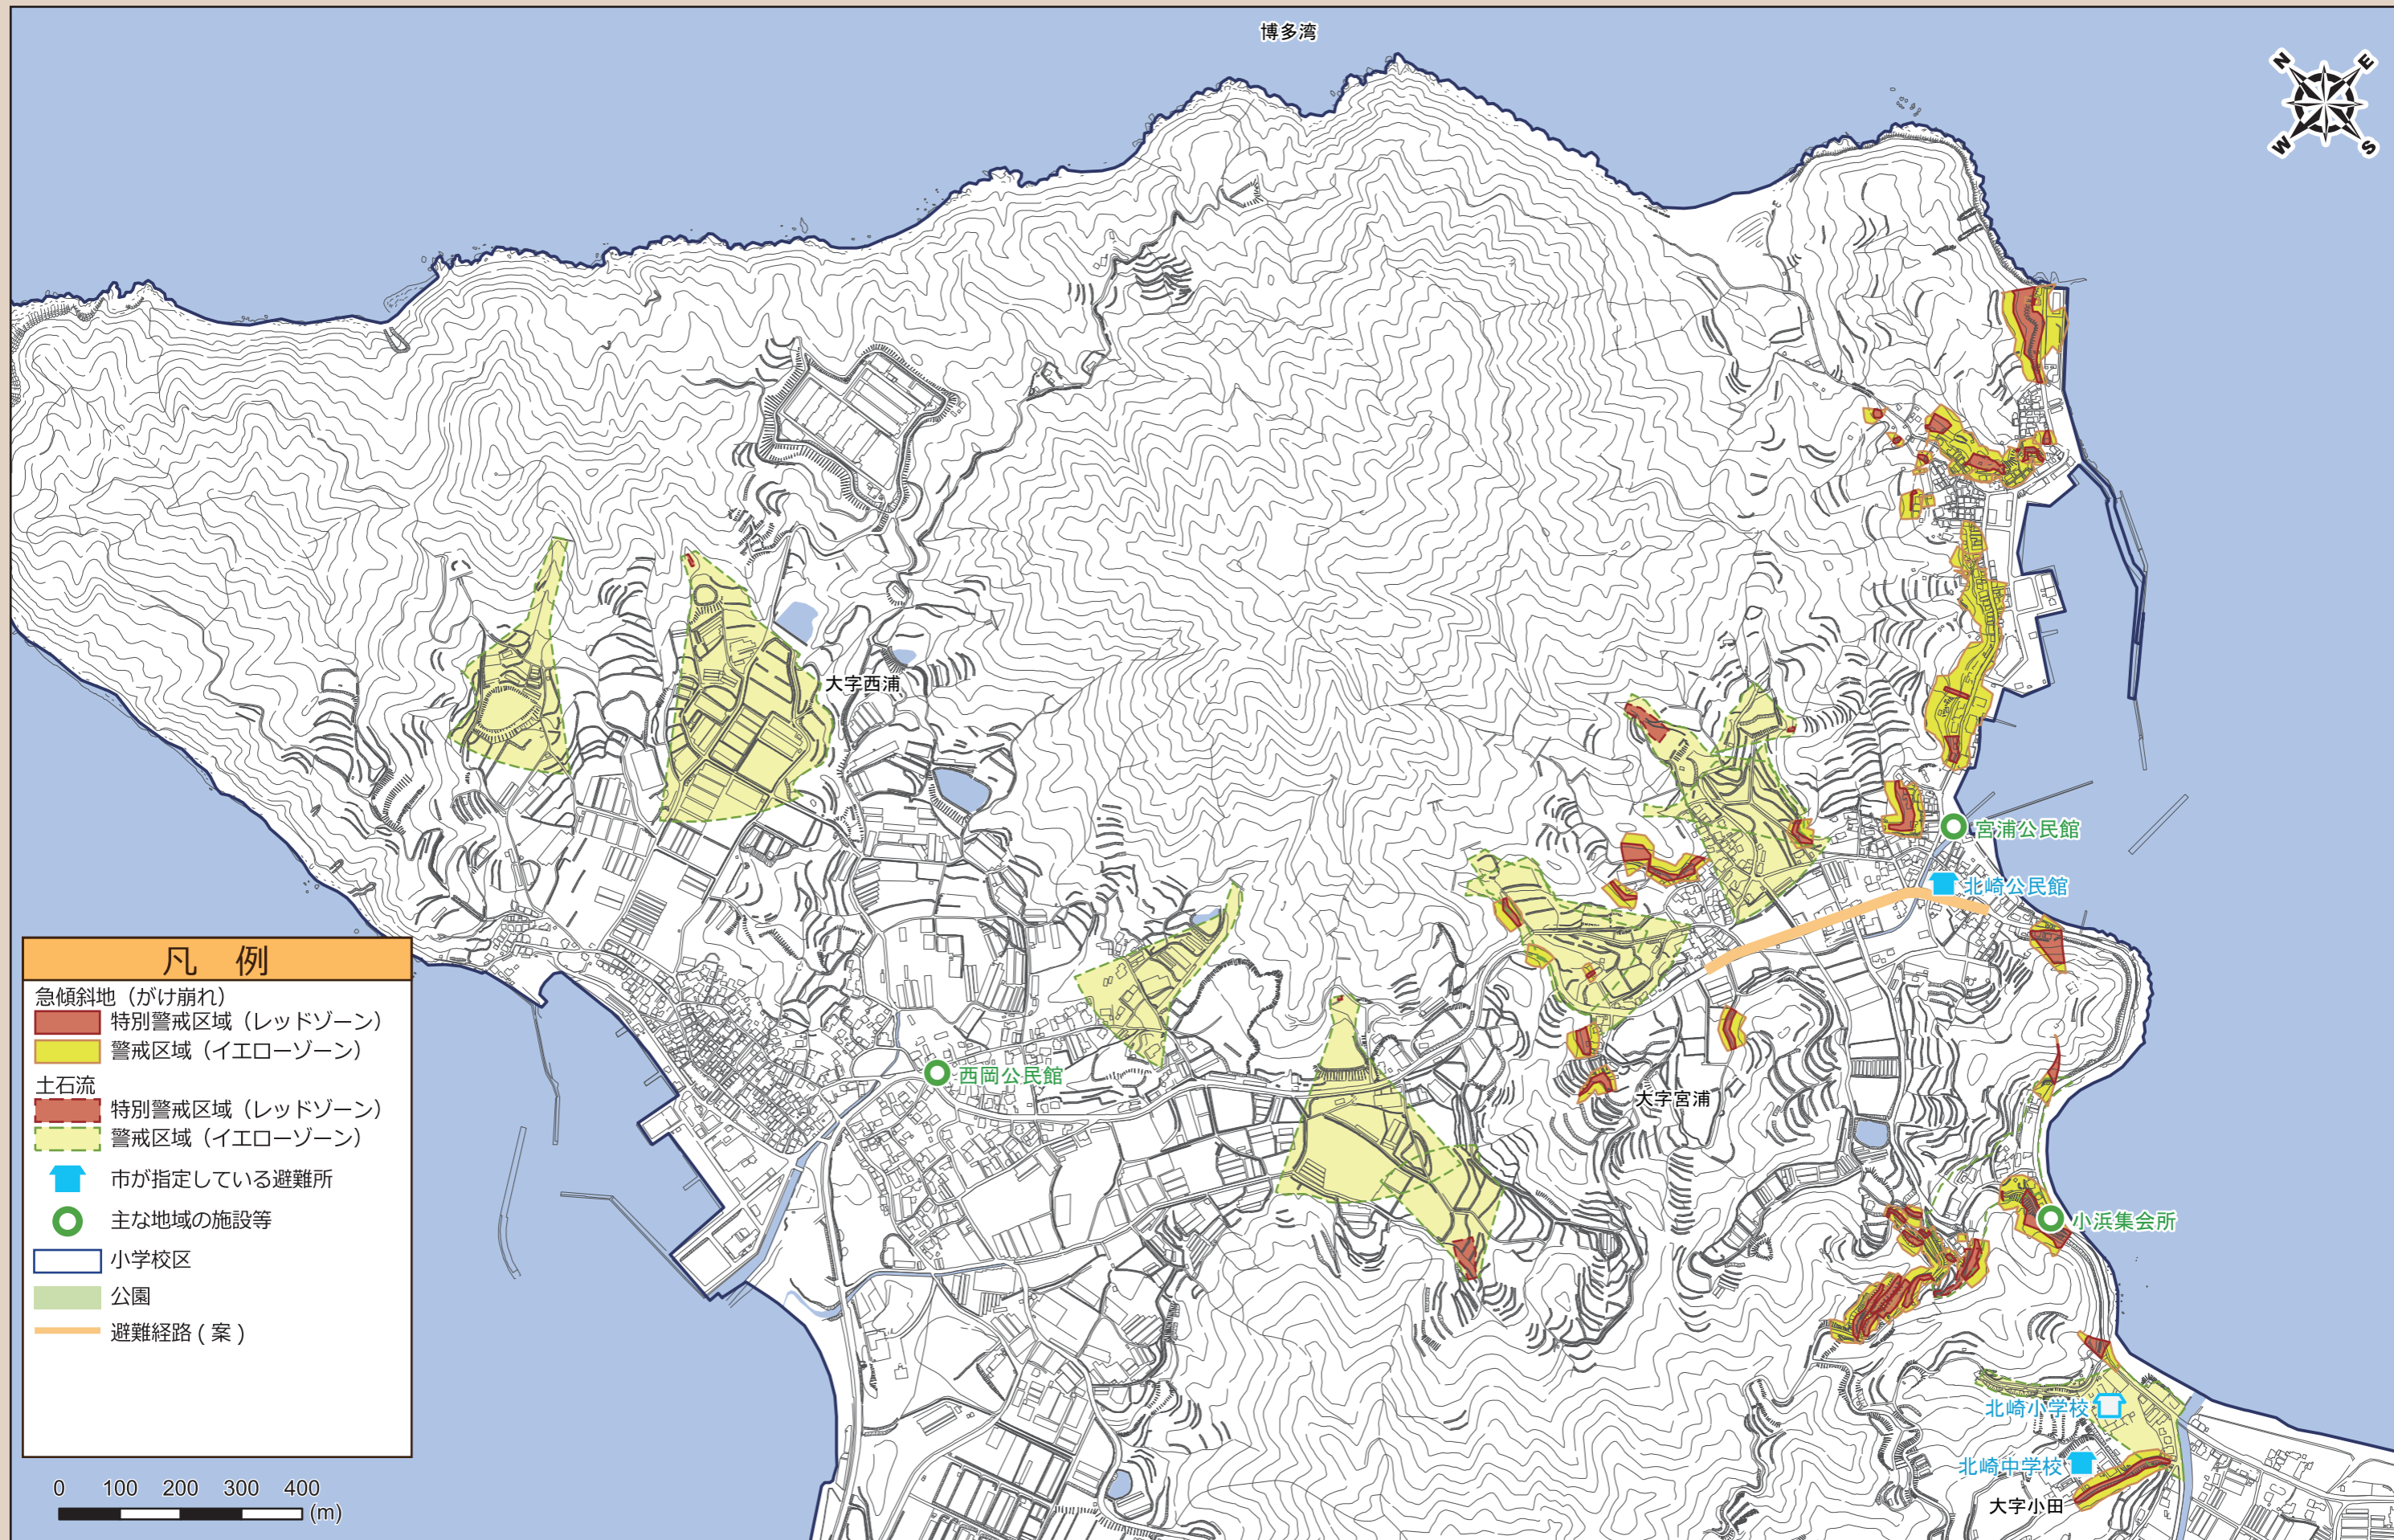 博多湾
N
E
W
S
大字西浦
宮浦公民館
北崎公民館
西岡公民館
大字宮浦
小浜集会所
北崎小学校
北崎中学校
大字小田
凡　例
急傾斜地（がけ崩れ）
特別警戒区域（レッドゾーン）
警戒区域（イエローゾーン）
土石流
特別警戒区域（レッドゾーン）
警戒区域（イエローゾーン）
市が指定している避難所
主な地域の施設等
小学校区
公園
避難経路 ( 案 )
0 100 200 300 400
(m)